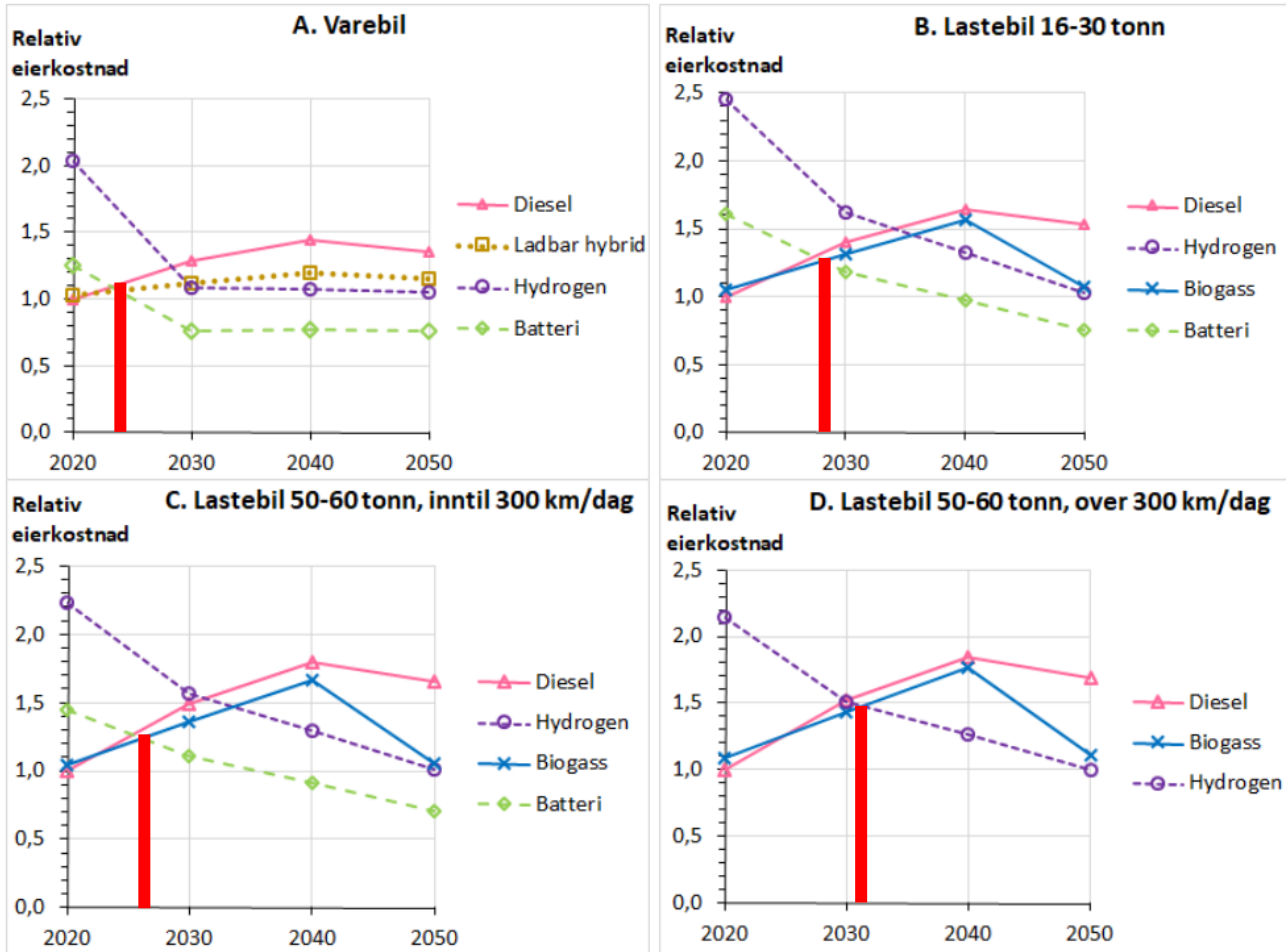 A. Varebil
Relativ
eierkostnad
2,5
2,0
1,5
1,0
0,5
0,0
2020 2030 2040 2050
Diesel
Ladbar hybrid
Hydrogen
Batteri
B. Lastebil 16-30 tonn
Relativ
eierkostnad
2,5
2,0
1,5
1,0
0,5
0,0
2020 2030 2040 2050
Diesel
Hydrogen
Biogass
Batteri
C. Lastebil 50-60 tonn, inntil 300 km/dag
Relativ
eierkostnad
2,5
2,0
1,5
1,0
0,5
0,0
2020 2030 2040 2050
Diesel
Hydrogen
Biogass
Batteri
D. Lastebil 50-60 tonn, over 300 km/dag
Relativ
eierkostnad
2,5
2,0
1,5
1,0
0,5
0,0
2020 2030 2040 2050
Diesel
Biogass
Hydrogen